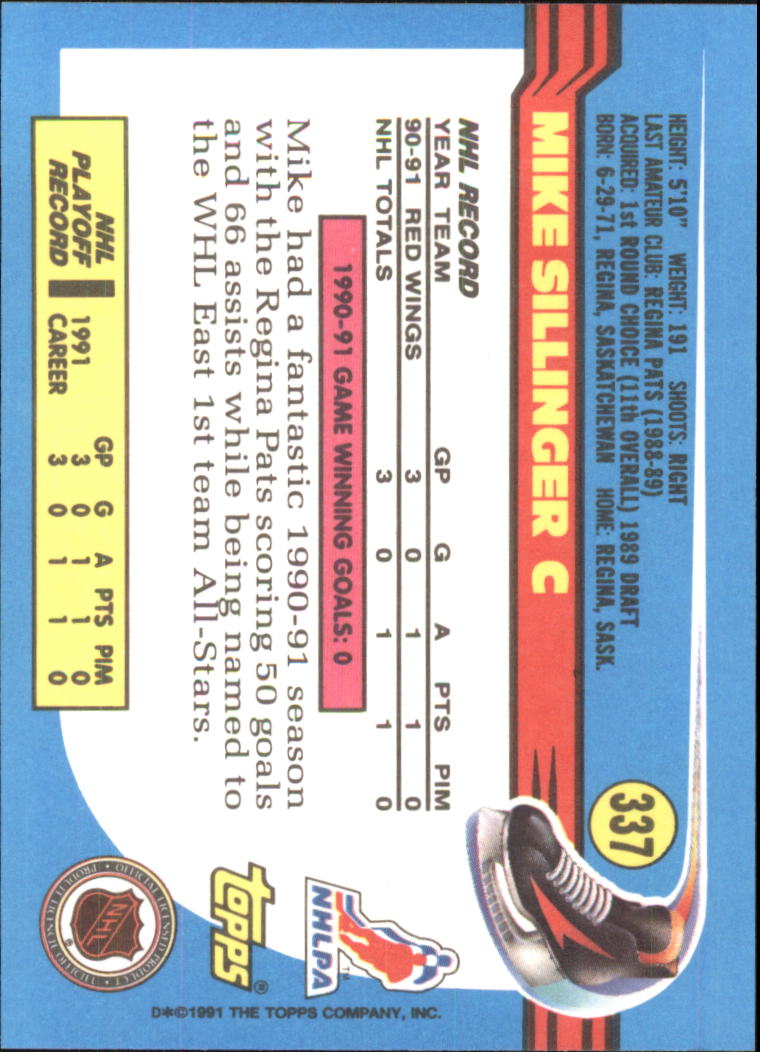 337
HEIGHT: 5'10" WEIGHT: 191 SHOOTS: RIGHT
LAST AMATEUR CLUB: REGINA PATS (1988-89)
ACQUIRED: 1st ROUND CHOICE (11th OVERALL) 1989 DRAFT
BORN: 6-29-71, REGINA, SASKATCHEWAN HOME: REGINA, SASK.
MIKE SILLINGER C
NHL RECORD
YEAR TEAM GP G A PTS PIM
90-91 RED WINGS 3 0 1 1 0
NHL TOTALS 3 0 1 1 0
1990-91 GAME WINNING GOALS: 0
Mike had a fantastic 1990-91 season
with the Regina Pats scoring 50 goals
and 66 assists while being named to
the WHL East 1st team All-Stars.
NHL PLAYOFF RECORD
GP G A PTS PIM
1991 3 0 1 1 0
CAREER 3 0 1 1 0
NHLPA™
topps®
NHL
D*©1991 THE TOPPS COMPANY, INC.